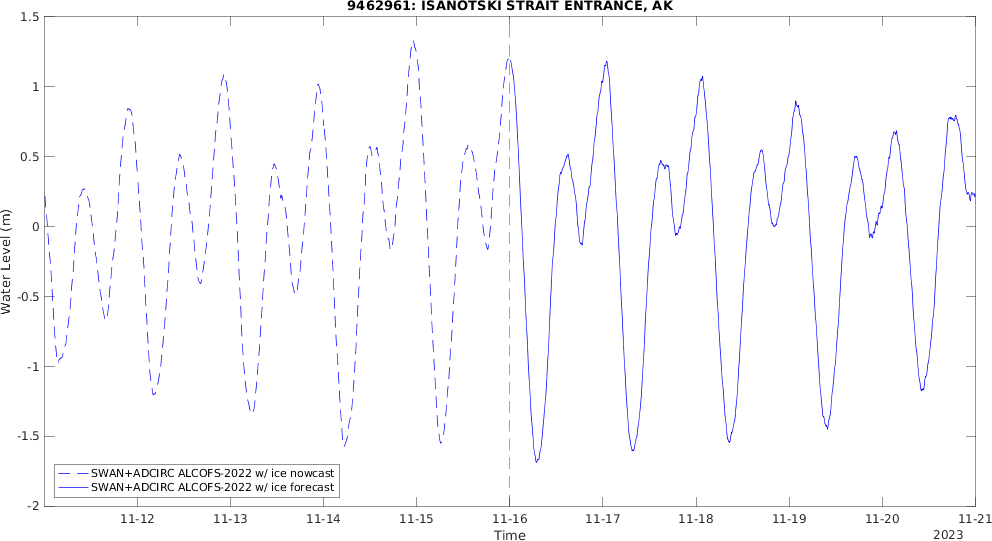 9462961: ISANOTSKI STRAIT ENTRANCE, AK
1.5
1
0.5
0
-0.5
-1
-1.5
-2
Water Level (m)
SWAN+ADCIRC ALCOFS-2022 w/ ice nowcast
SWAN+ADCIRC ALCOFS-2022 w/ ice forecast
11-12 11-13 11-14 11-15 11-16 11-17 11-18 11-19 11-20 11-21
Time
2023